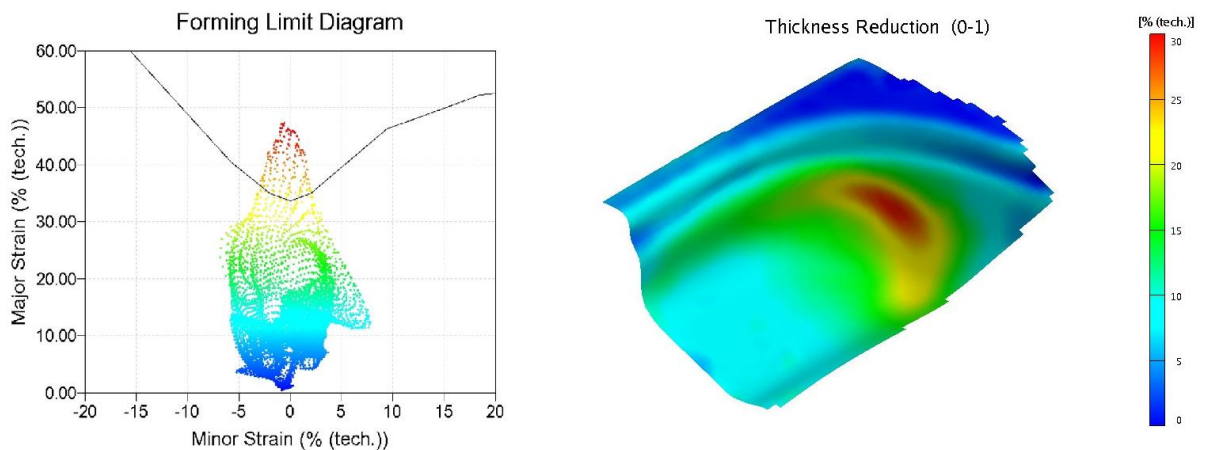 Forming Limit Diagram
60.00
50.00
40.00
30.00
20.00
10.00
0.00
Major Strain (% (tech.))
-20 -15 -10 -5 0 5 10 15 20
Minor Strain (% (tech.))
Thickness Reduction (0-1)
[% (tech.]
30
25
20
15
10
5
0